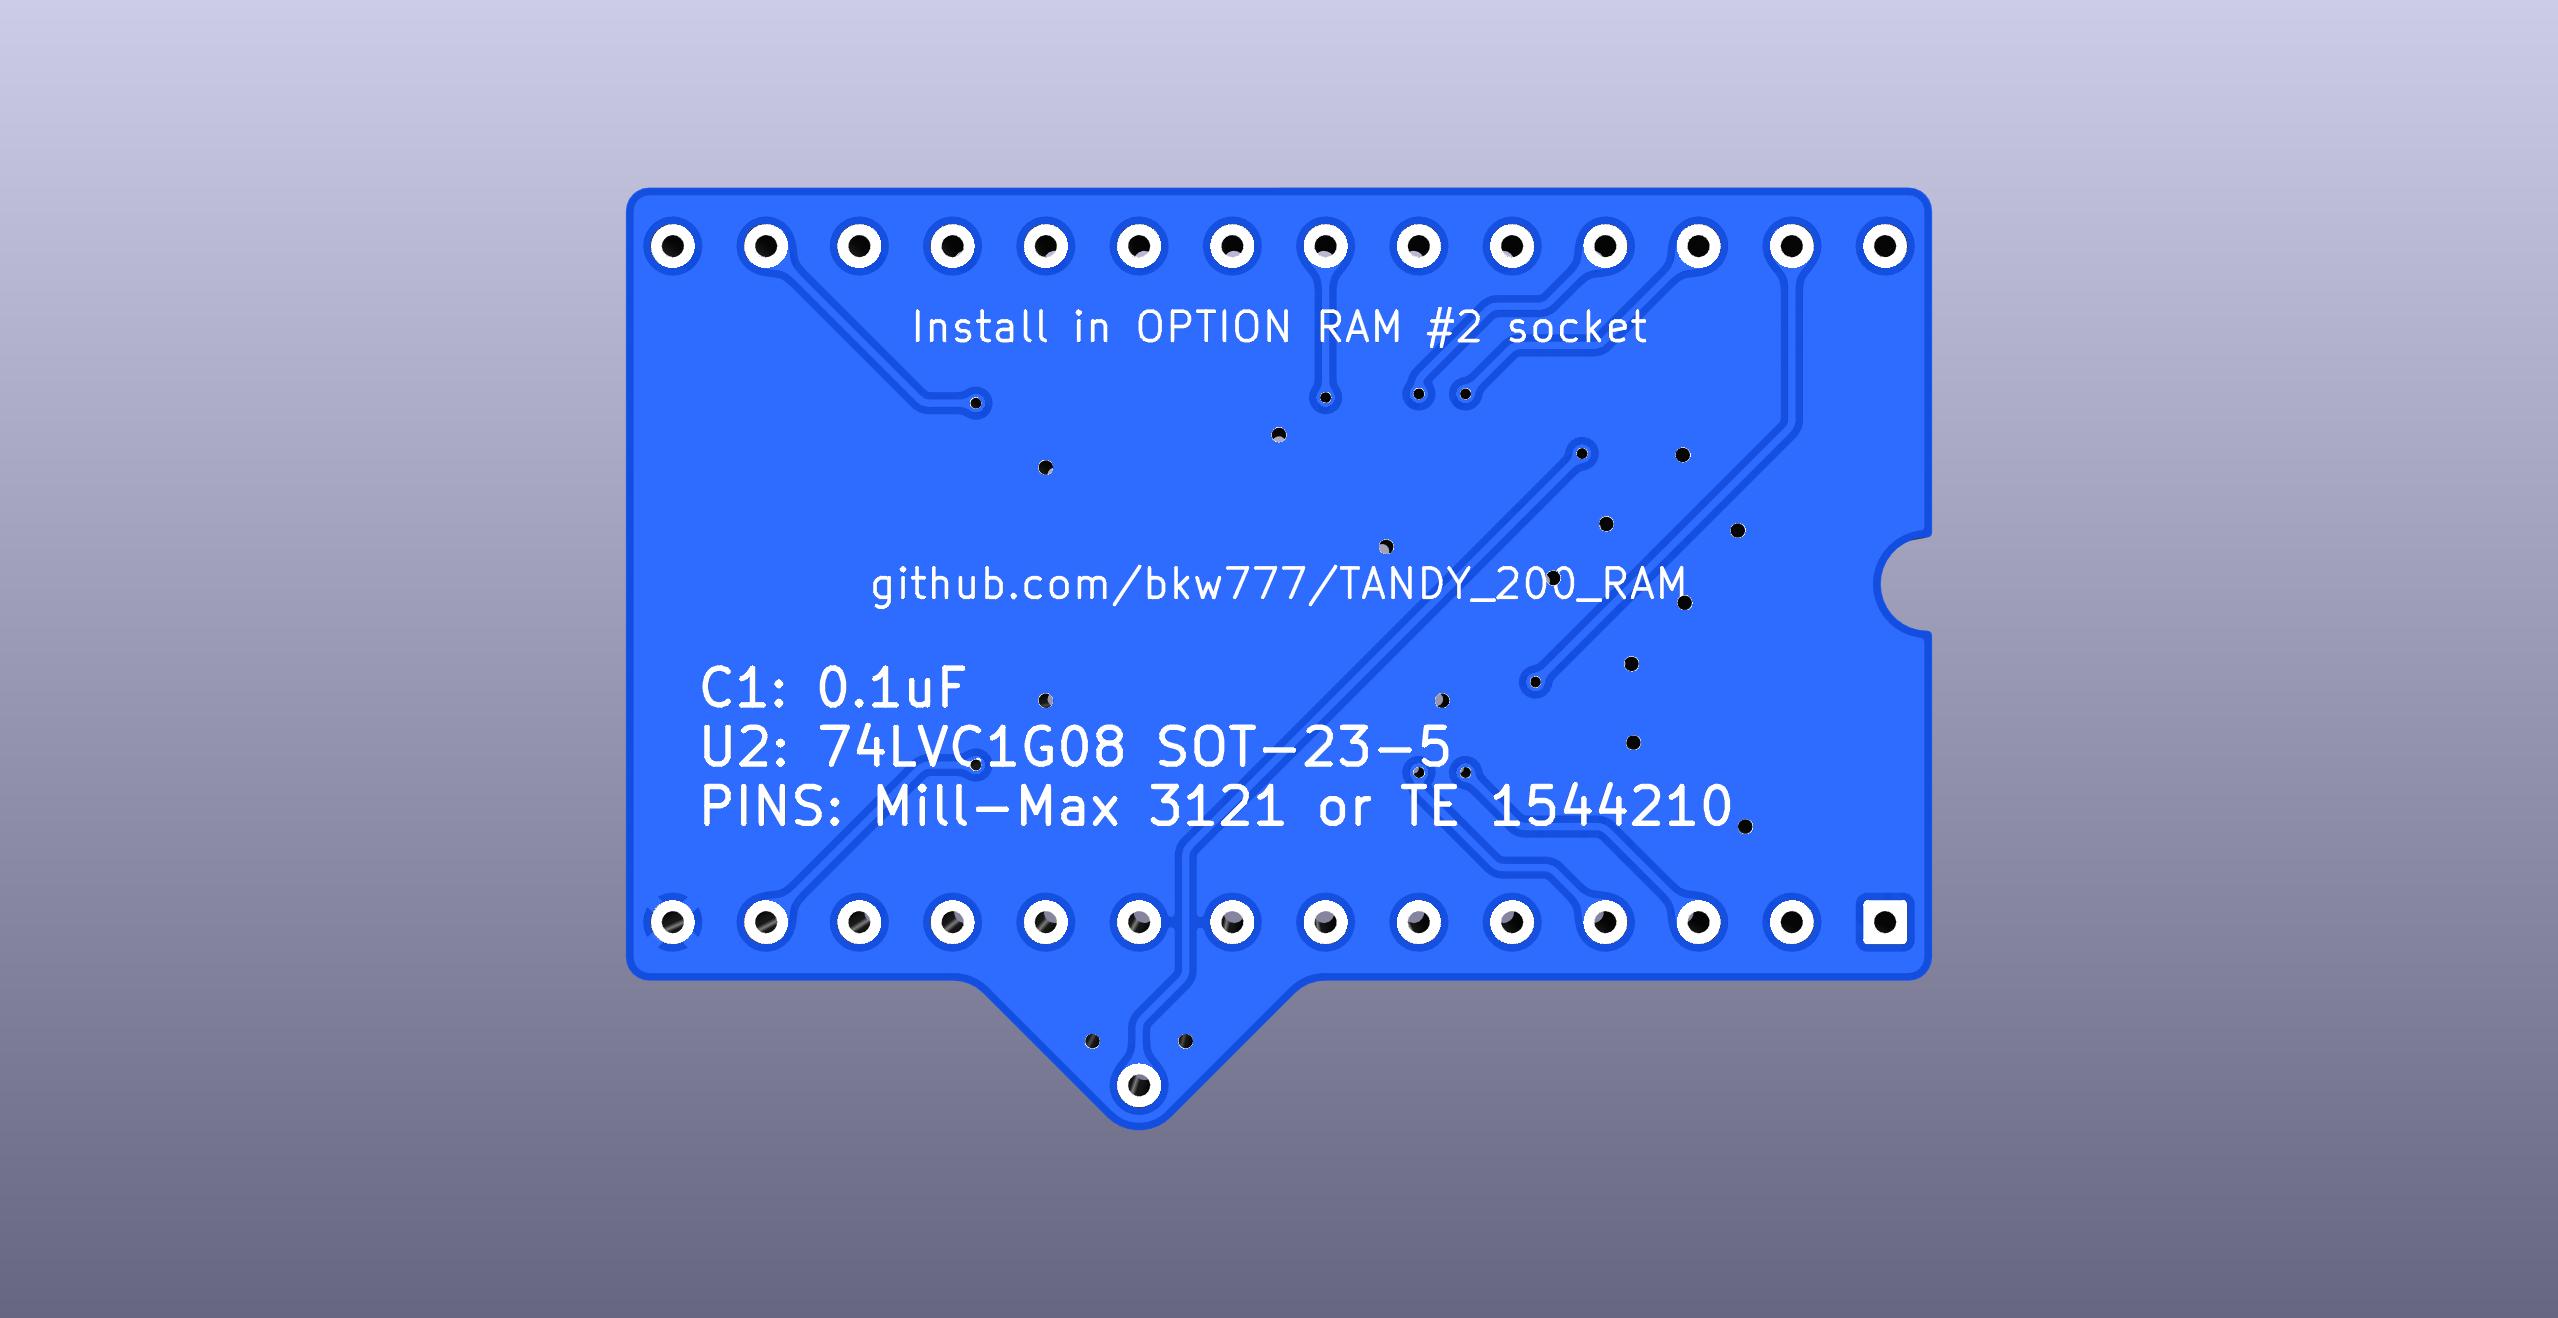 Install in OPTION RAM #2 socket
github.com/bkw777/TANDY_200_RAM
C1: 0.1uF
U2: 74LVC1G08 SOT-23-5
PINS: Mill-Max 3121 or TE 1544210